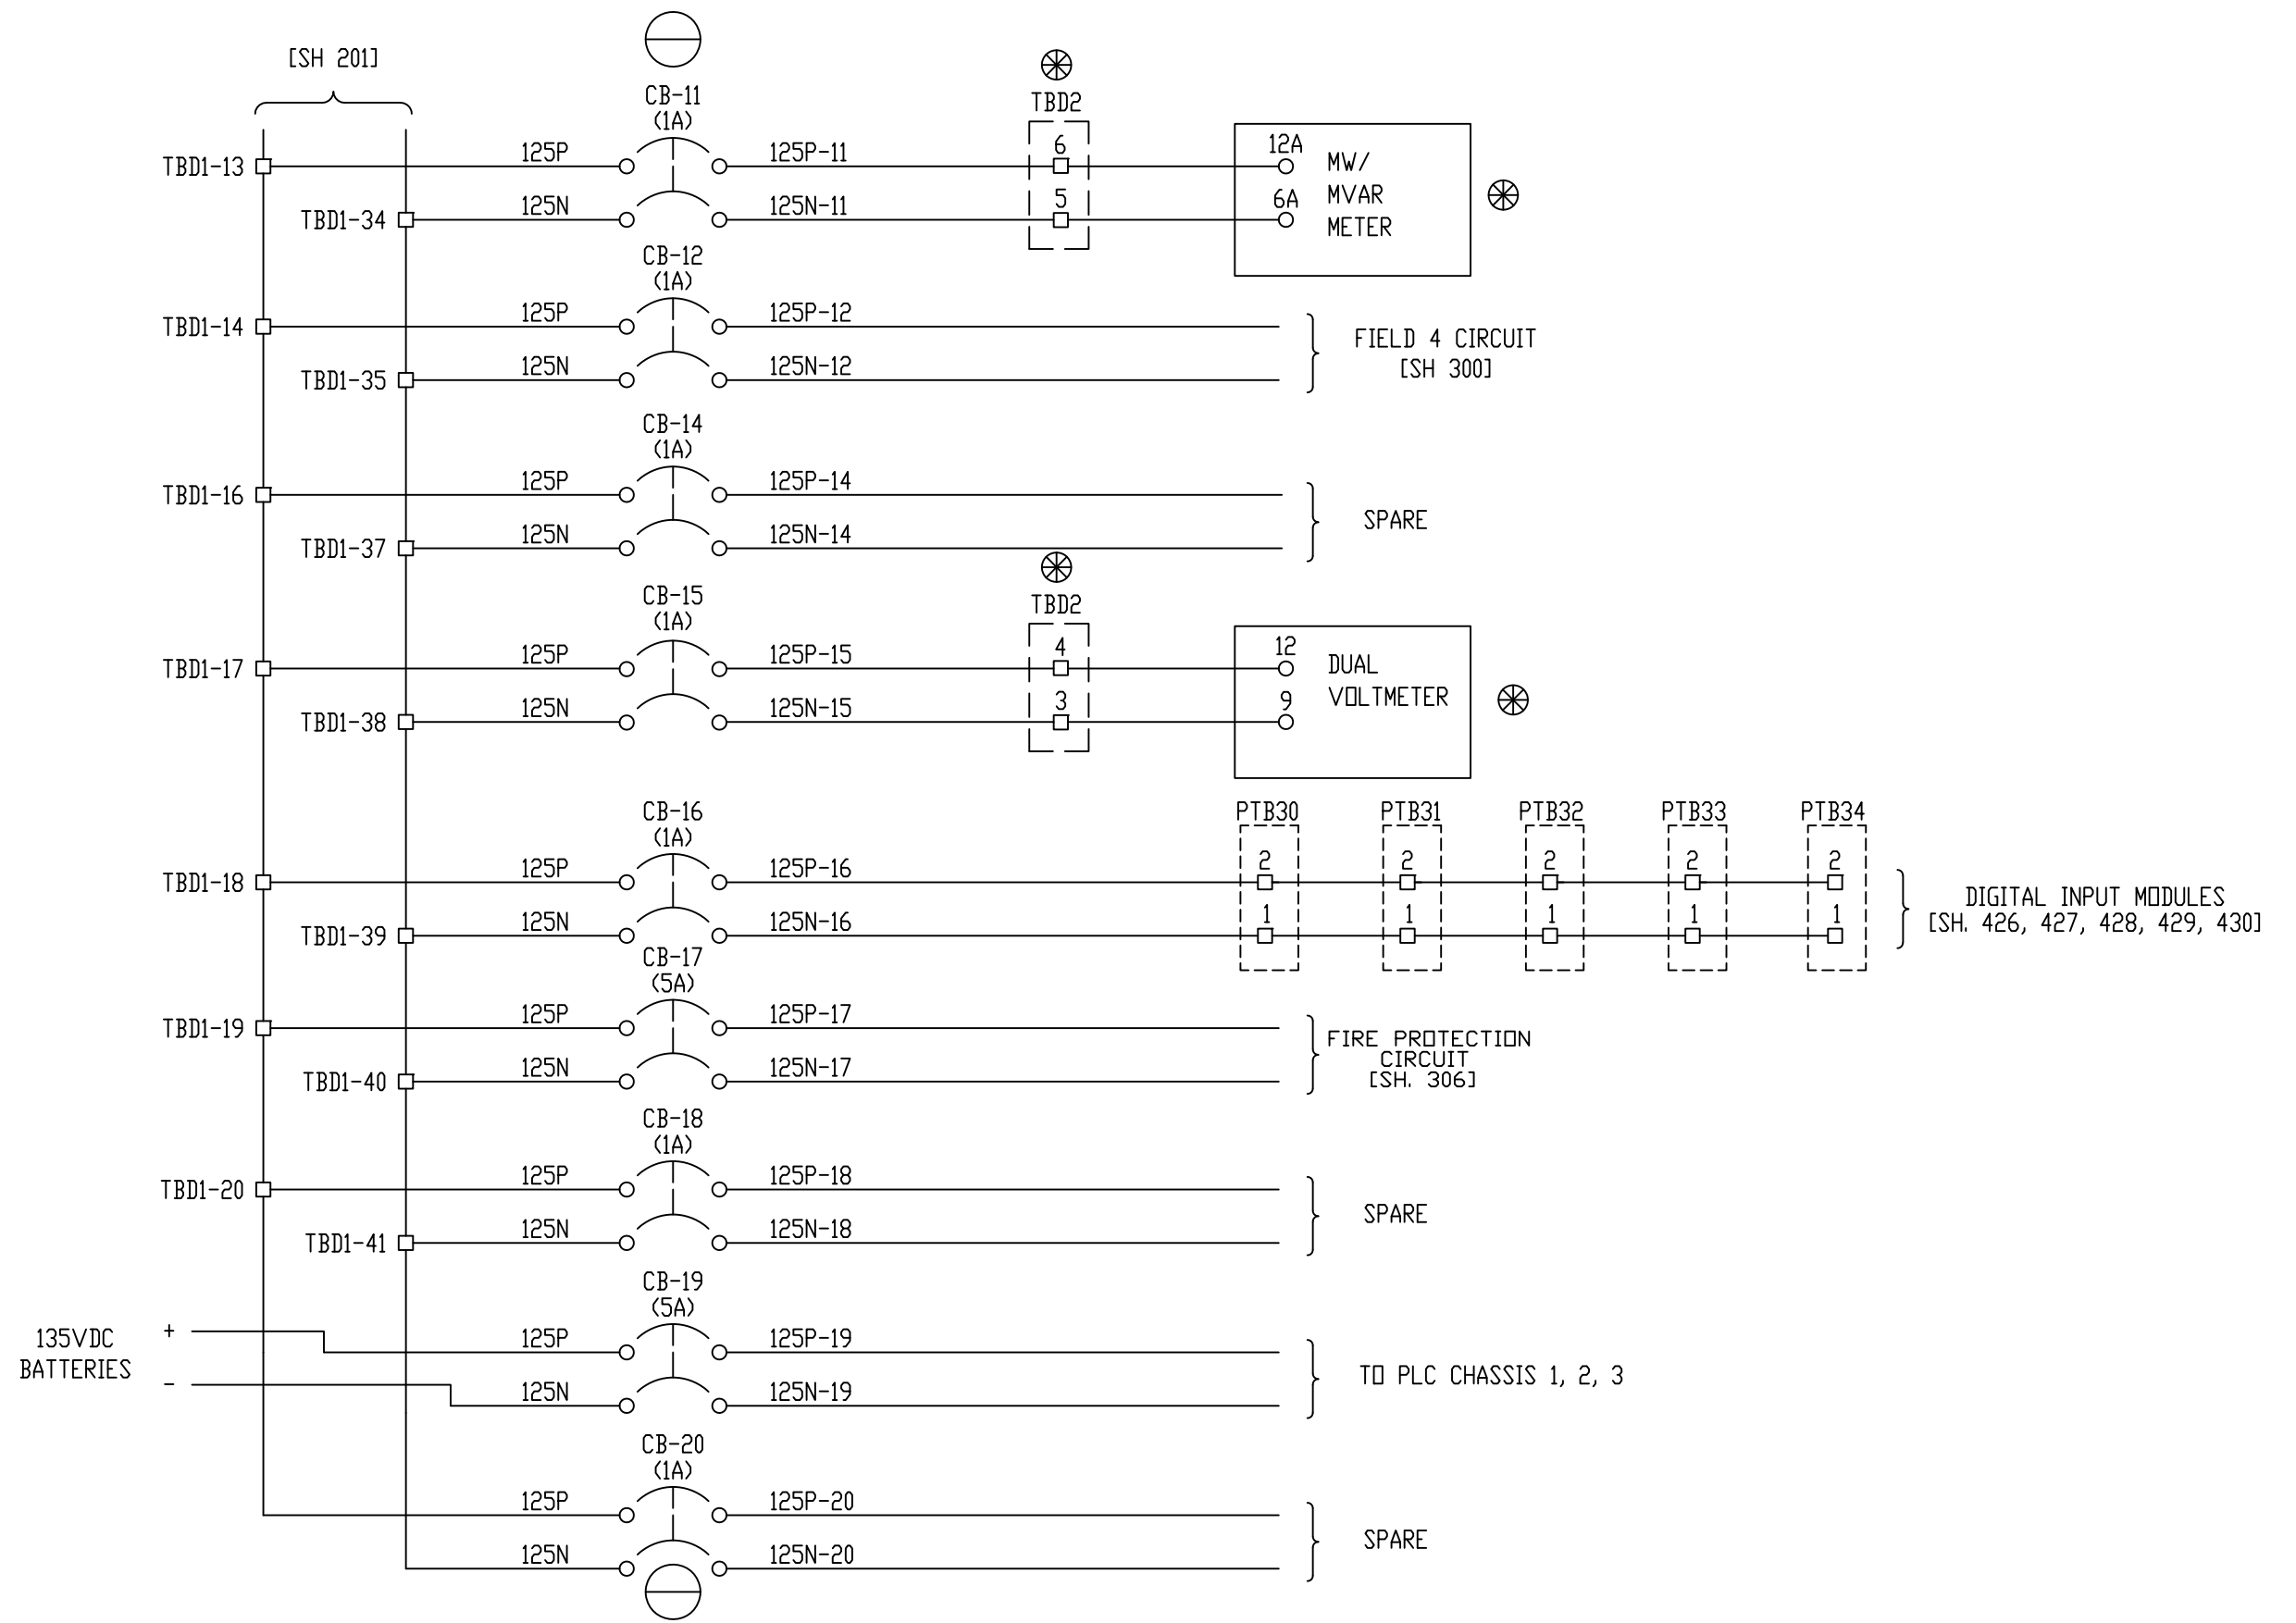 [SH 201]
CB-11
(1A)
TBD2
TBD1-13
125P
125P-11
6
12A
MW/
MVAR
METER
TBD1-34
125N
125N-11
5
6A
CB-12
(1A)
TBD1-14
125P
125P-12
FIELD 4 CIRCUIT
[SH 300]
TBD1-35
125N
125N-12
CB-14
(1A)
TBD1-16
125P
125P-14
SPARE
TBD1-37
125N
125N-14
CB-15
(1A)
TBD2
TBD1-17
125P
125P-15
4
12
DUAL
VOLTMETER
TBD1-38
125N
125N-15
3
9
CB-16
(1A)
PTB30 PTB31 PTB32 PTB33 PTB34
TBD1-18
125P
125P-16
2 2 2 2 2
DIGITAL INPUT MODULES
[SH. 426, 427, 428, 429, 430]
TBD1-39
125N
125N-16
1 1 1 1 1
CB-17
(5A)
TBD1-19
125P
125P-17
FIRE PROTECTION
CIRCUIT
[SH. 306]
TBD1-40
125N
125N-17
CB-18
(1A)
TBD1-20
125P
125P-18
SPARE
TBD1-41
125N
125N-18
CB-19
(5A)
135VDC
BATTERIES
+
-
125P
125P-19
TO PLC CHASSIS 1, 2, 3
125N
125N-19
CB-20
(1A)
125P
125P-20
SPARE
125N
125N-20